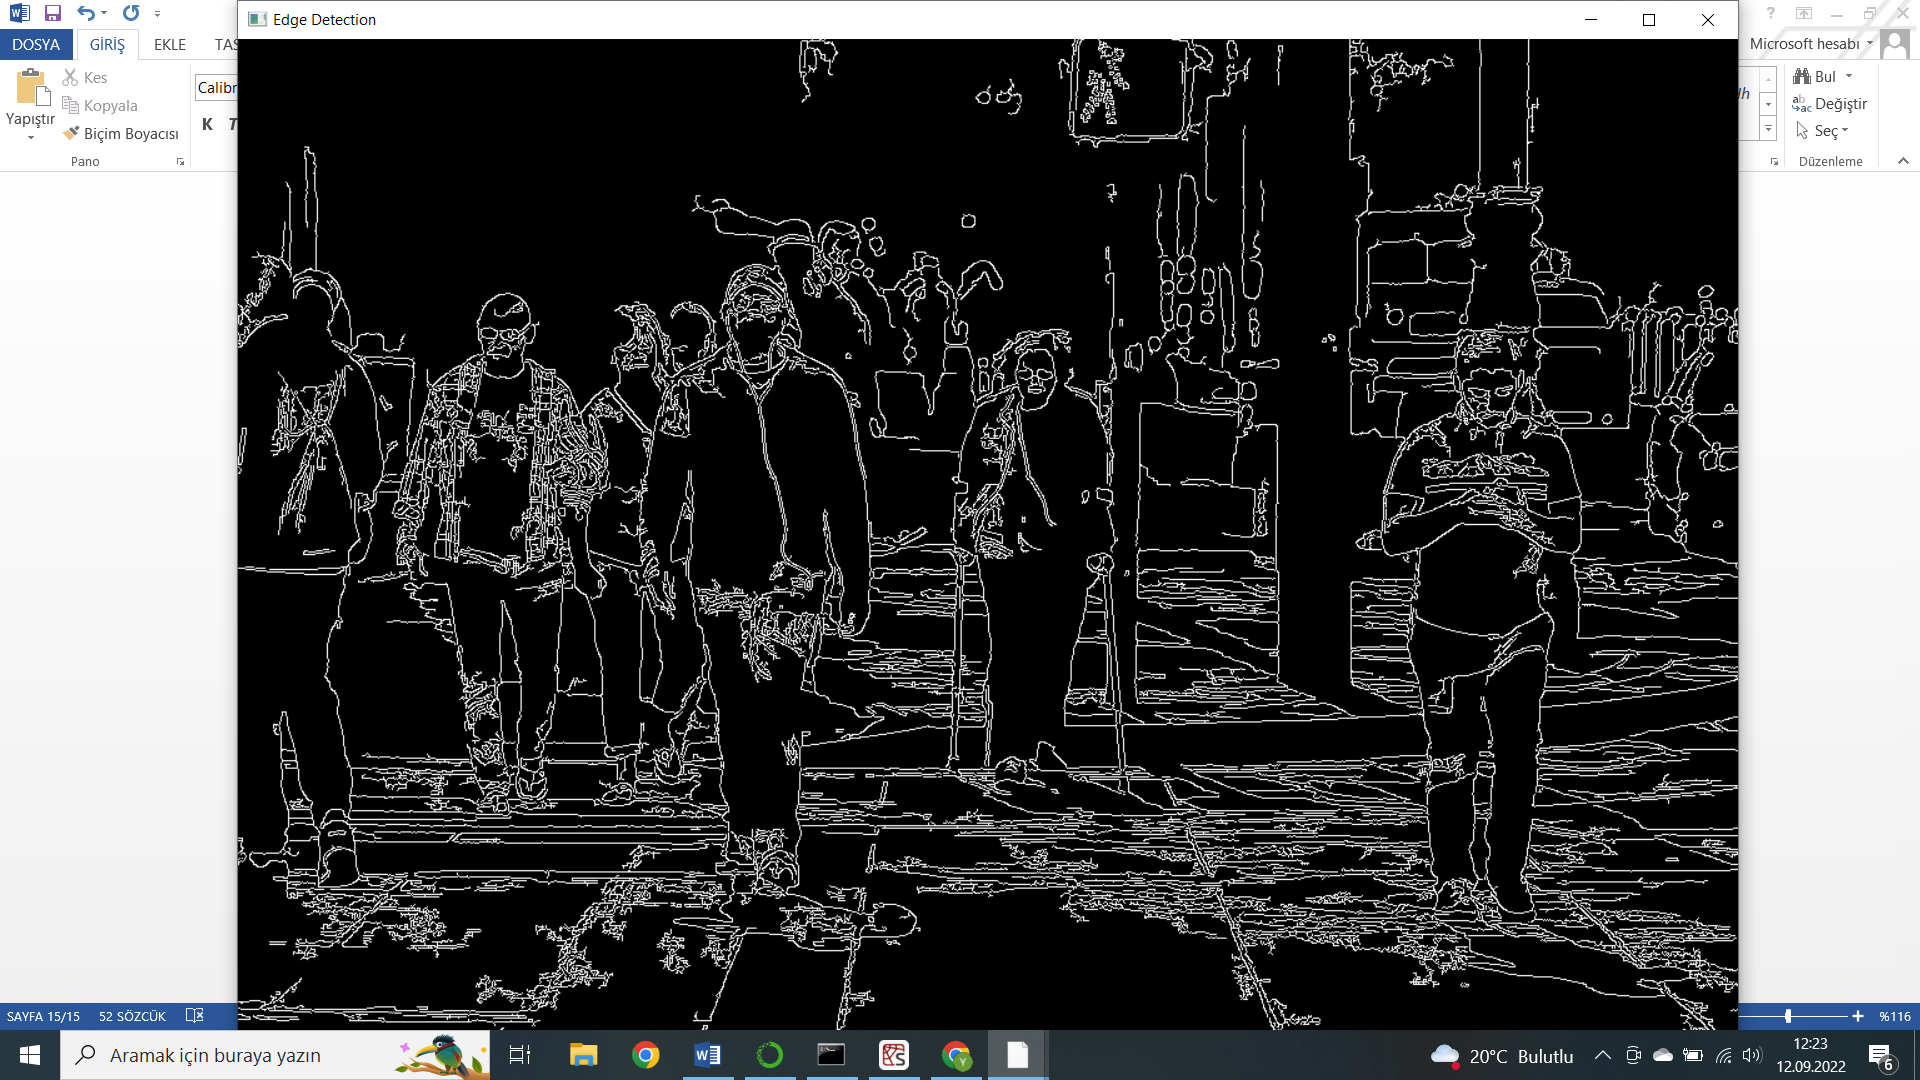 Edge Detection
DOSYA
GİRİŞ
EKLE
TAS
Microsoft hesabı
Yapıştır
Kes
Kopyala
Biçim Boyacısı
Pano
Calibr
K
T
Bul
Değiştir
Seç
Düzenleme
SAYFA 15/15
52 SÖZCÜK
%116
Aramak için buraya yazın
20°C Bulutlu
12:23
12.09.2022
6